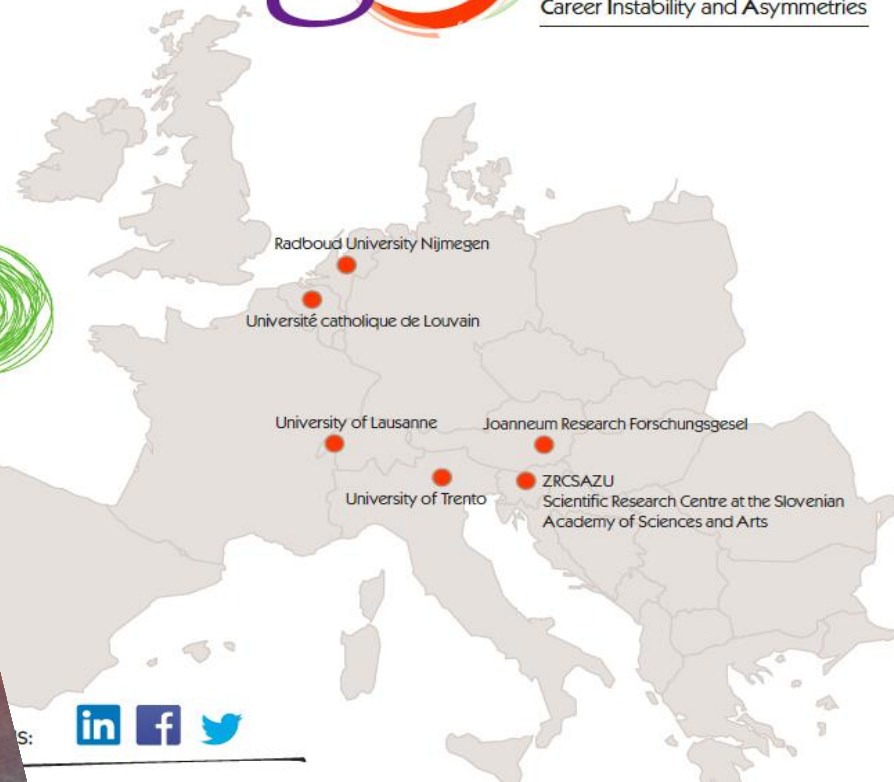 Career Instability and Asymmetries
Radboud University Nijmegen
Université catholique de Louvain
University of Lausanne
Joanneum Research Forschungsgesel
University of Trento
ZRCSAZU
Scientific Research Centre at the Slovenian
Academy of Sciences and Arts
in f